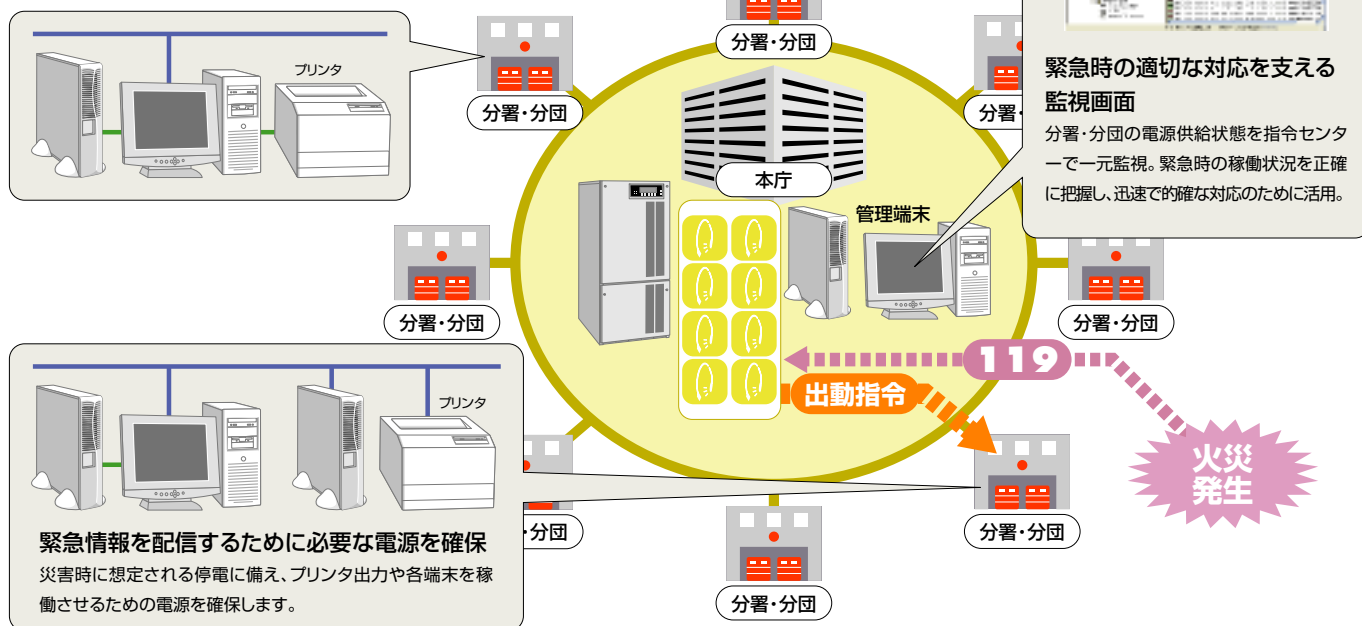 分署・分団
プリンタ
分署・分団
分署・
緊急時の適切な対応を支える
監視画面
分署・分団の電源供給状態を指令センタ
ーで一元監視。緊急時の稼働状況を正確
に把握し、迅速で的確な対応のために活用。
本庁
管理端末
分署・分団
分署・分団
119
出動指令
プリンタ
火災
発生
緊急情報を配信するために必要な電源を確保
災害時に想定される停電に備え、プリンタ出力や各端末を稼
働させるための電源を確保します。
・分団
分署・分団
分署・分団